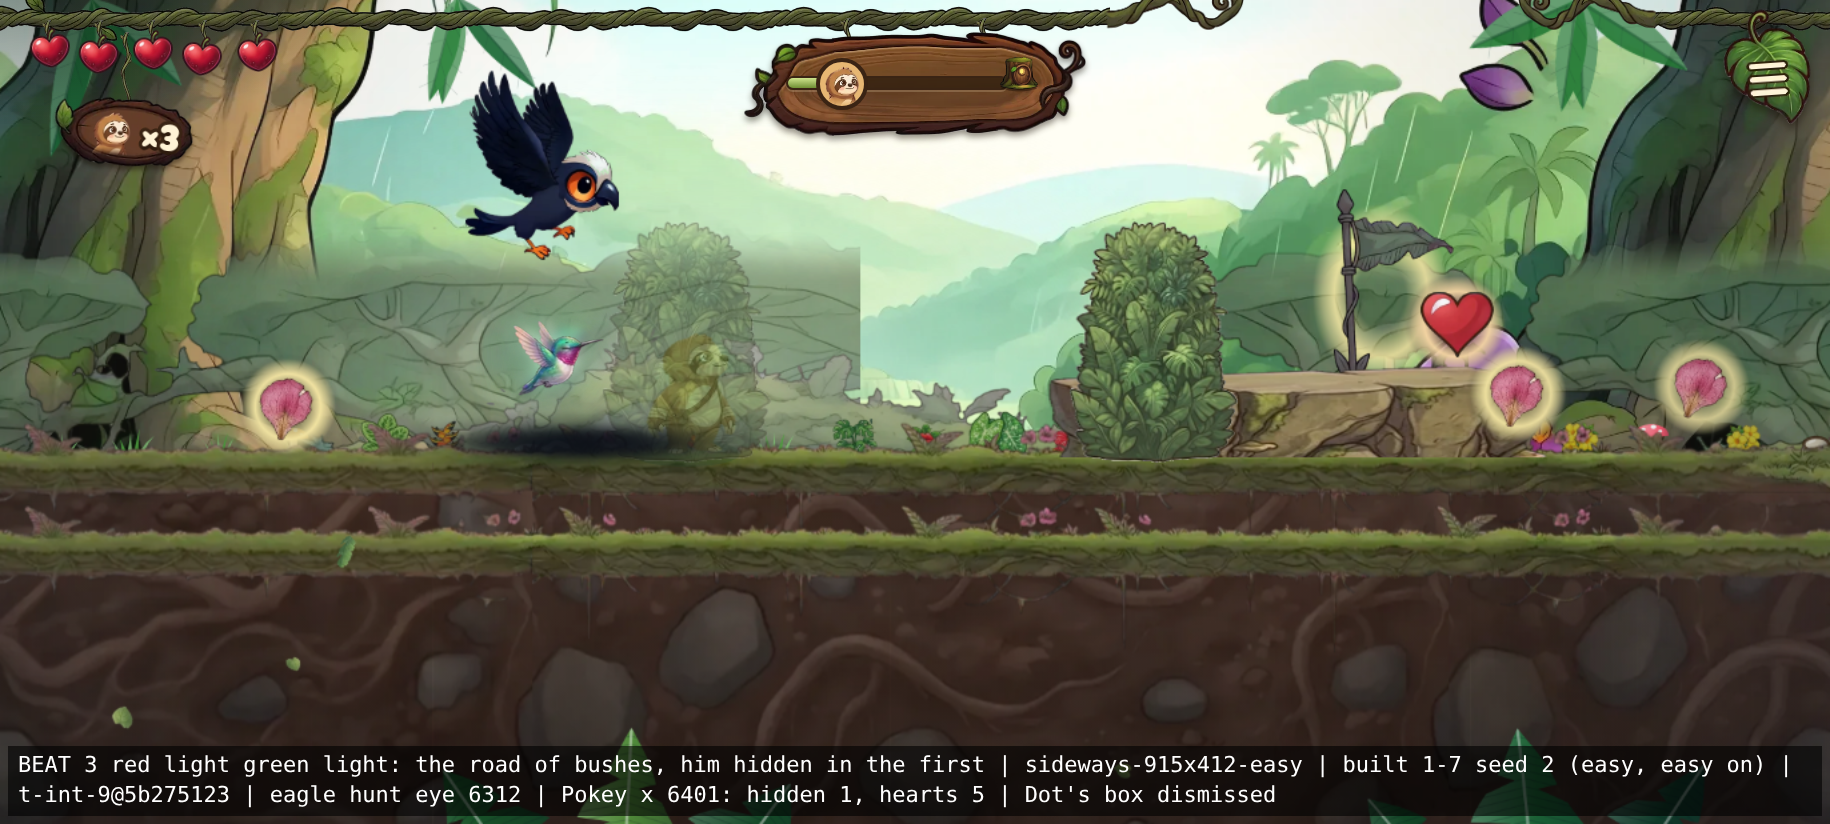 ×3
BEAT 3 red light green light: the road of bushes, him hidden in the first | sideways-915x412-easy | built 1-7 seed 2 (easy, easy on) |
t-int-9@5b275123 | eagle hunt eye 6312 | Pokey x 6401: hidden 1, hearts 5 | Dot's box dismissed